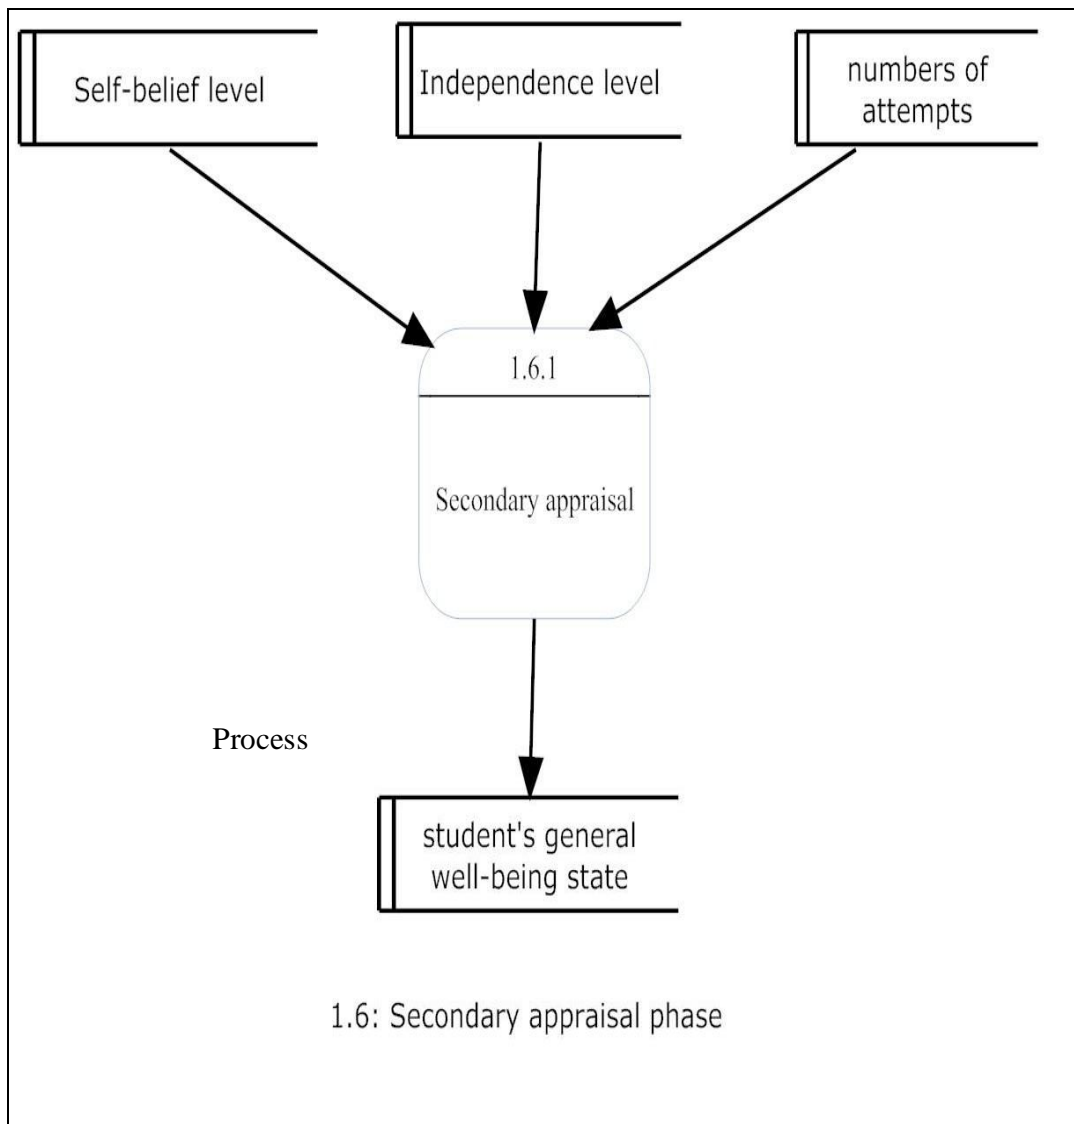 Self-belief level
Independence level
numbers of
attempts
1.6.1
Secondary appraisal
Process
student's general
well-being state
1.6: Secondary appraisal phase